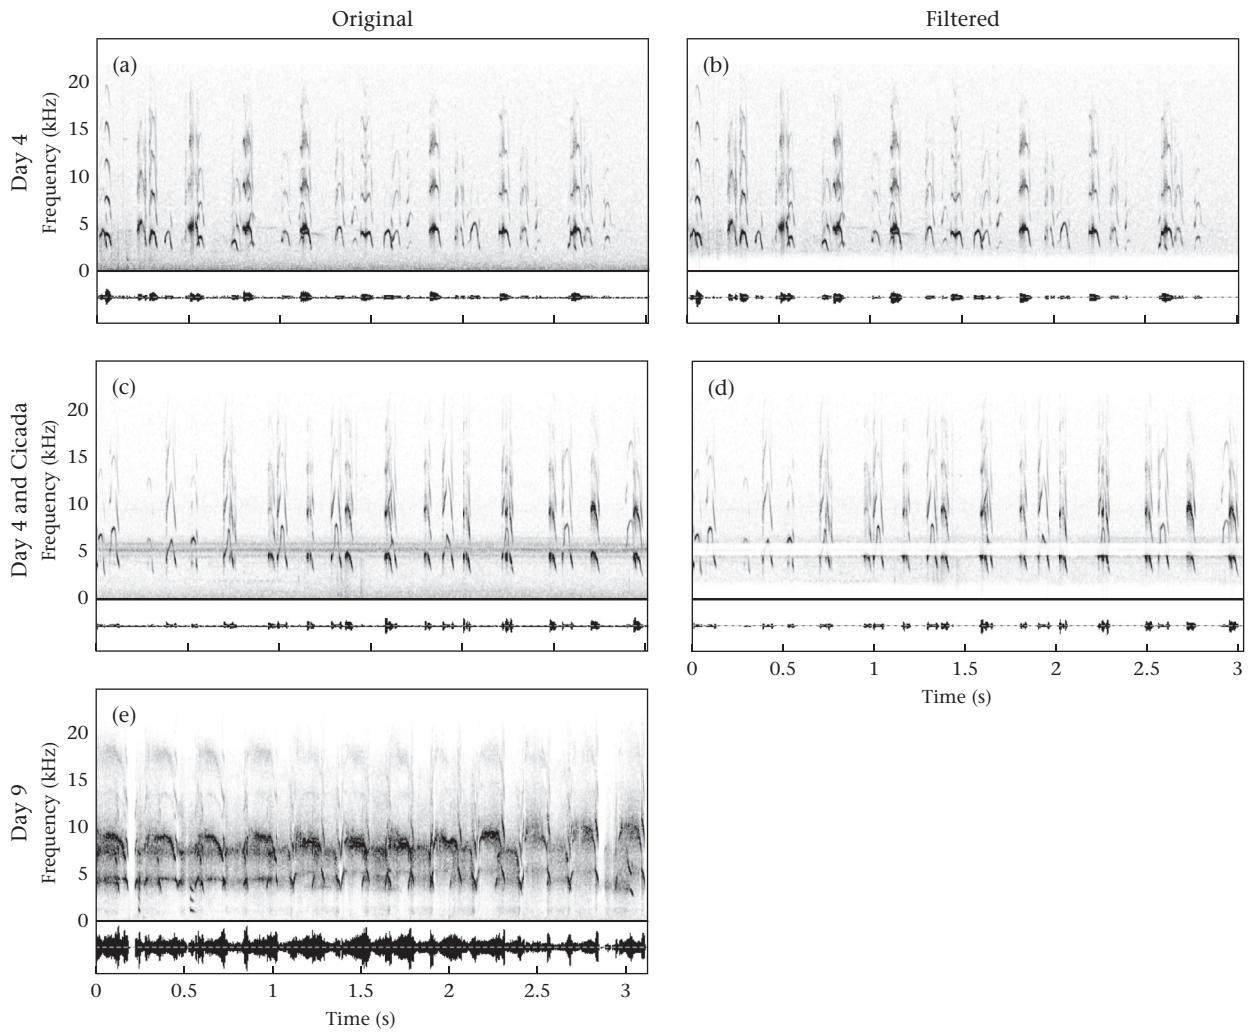 Original
Filtered
Day 4
Frequency (kHz)
20
15
10
5
0
(a)
(b)
Day 4 and Cicada
Frequency (kHz)
20
15
10
5
0
(c)
(d)
0 0.5 1 1.5 2 2.5 3
Time (s)
Day 9
Frequency (kHz)
20
15
10
5
0
(e)
0 0.5 1 1.5 2 2.5 3
Time (s)